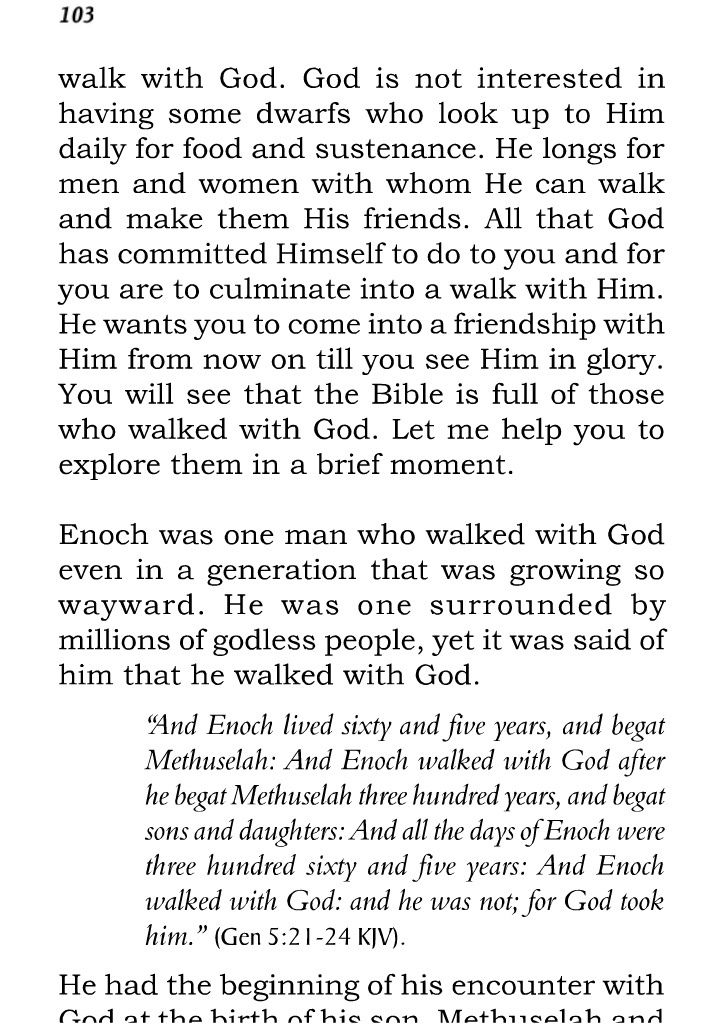 103
walk with God. God is not interested in
having some dwarfs who look up to Him
daily for food and sustenance. He longs for
men and women with whom He can walk
and make them His friends. All that God
has committed Himself to do to you and for
you are to culminate into a walk with Him.
He wants you to come into a friendship with
Him from now on till you see Him in glory.
You will see that the Bible is full of those
who walked with God. Let me help you to
explore them in a brief moment.
Enoch was one man who walked with God
even in a generation that was growing so
wayward. He was one surrounded by
millions of godless people, yet it was said of
him that he walked with God.
“And Enoch lived sixty and five years, and begat
Methuselah: And Enoch walked with God after
he begat Methuselah three hundred years, and begat
sons and daughters: And all the days of Enoch were
three hundred sixty and five years: And Enoch
walked with God: and he was not; for God took
him.” (Gen 5:21-24 KJV).
He had the beginning of his encounter with
God at the birth of his son, Methuselah and